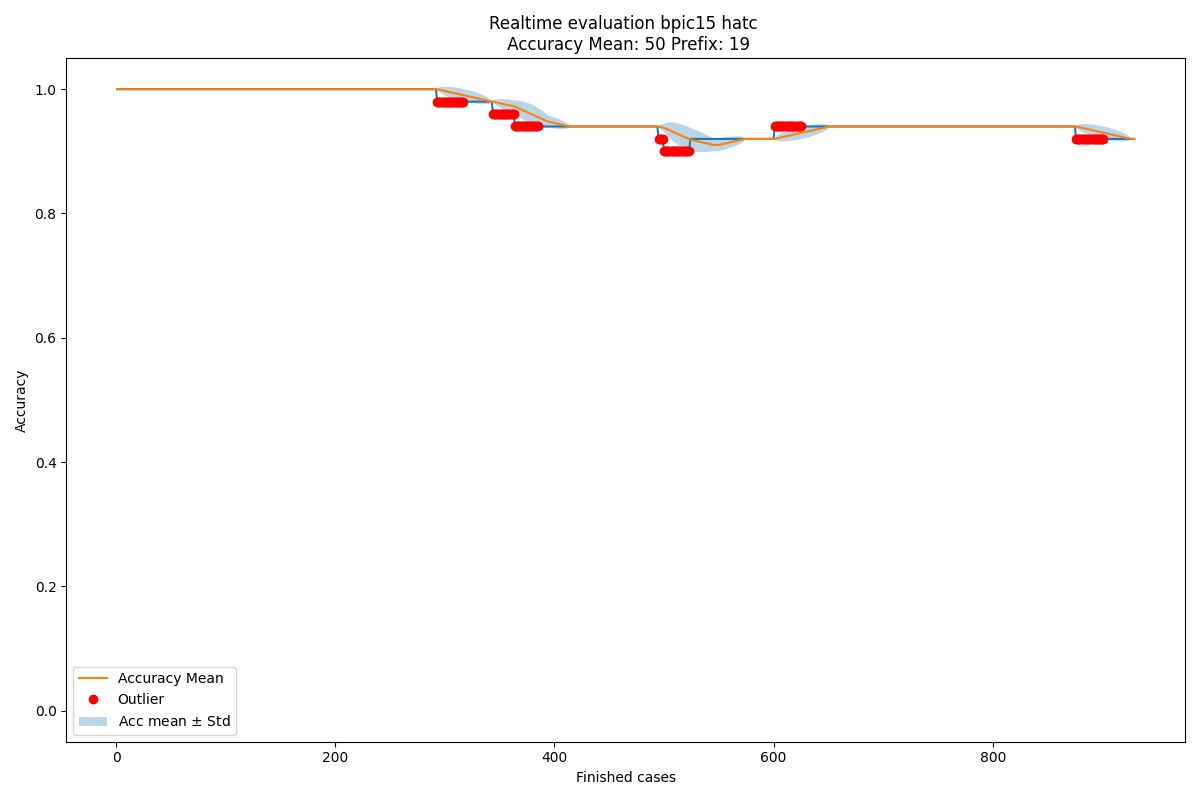 Realtime evaluation bpic15 hatc
Accuracy Mean: 50 Prefix: 19
1.0
0.8
0.6
0.4
0.2
0.0
Accuracy
Accuracy Mean
Outlier
Acc mean ± Std
0 200 400 600 800
Finished cases